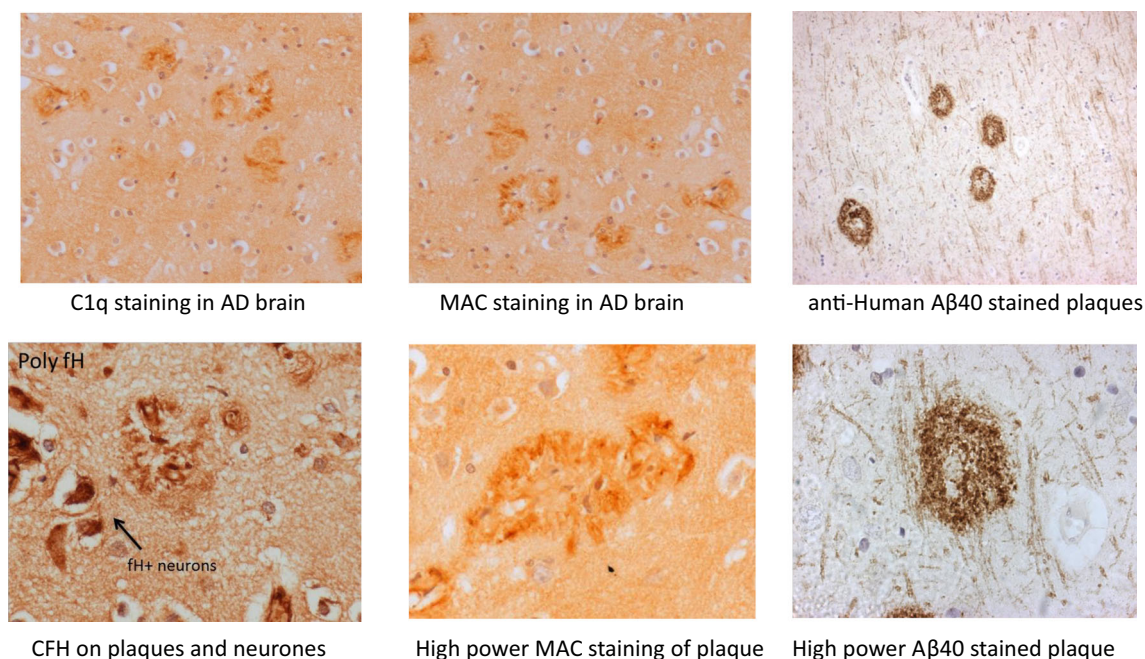 C1q staining in AD brain
MAC staining in AD brain
anti-Human Aβ40 stained plaques
Poly fH
fH+ neurons
CFH on plaques and neurones
High power MAC staining of plaque
High power Aβ40 stained plaque